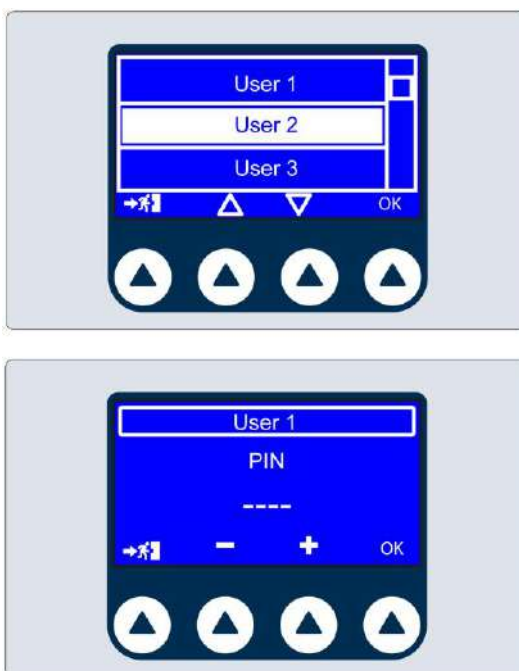 User 1
User 2
User 3
OK
User 1
PIN
----
- + OK